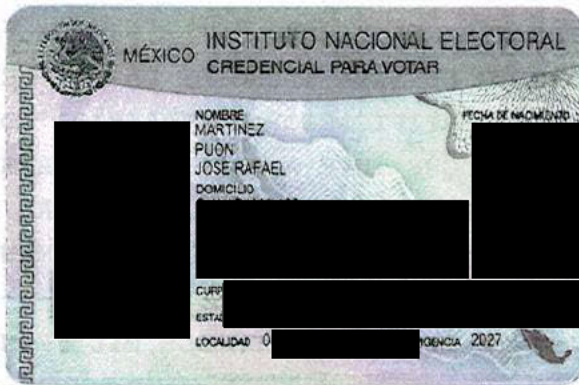 MÉXICO
INSTITUTO NACIONAL ELECTORAL
CREDENCIAL PARA VOTAR
NOMBRE
MARTINEZ
PUON
JOSE RAFAEL
FECHA DE NACIMIENTO
DOMICILIO
CURP
LOCALIDAD 0
2027